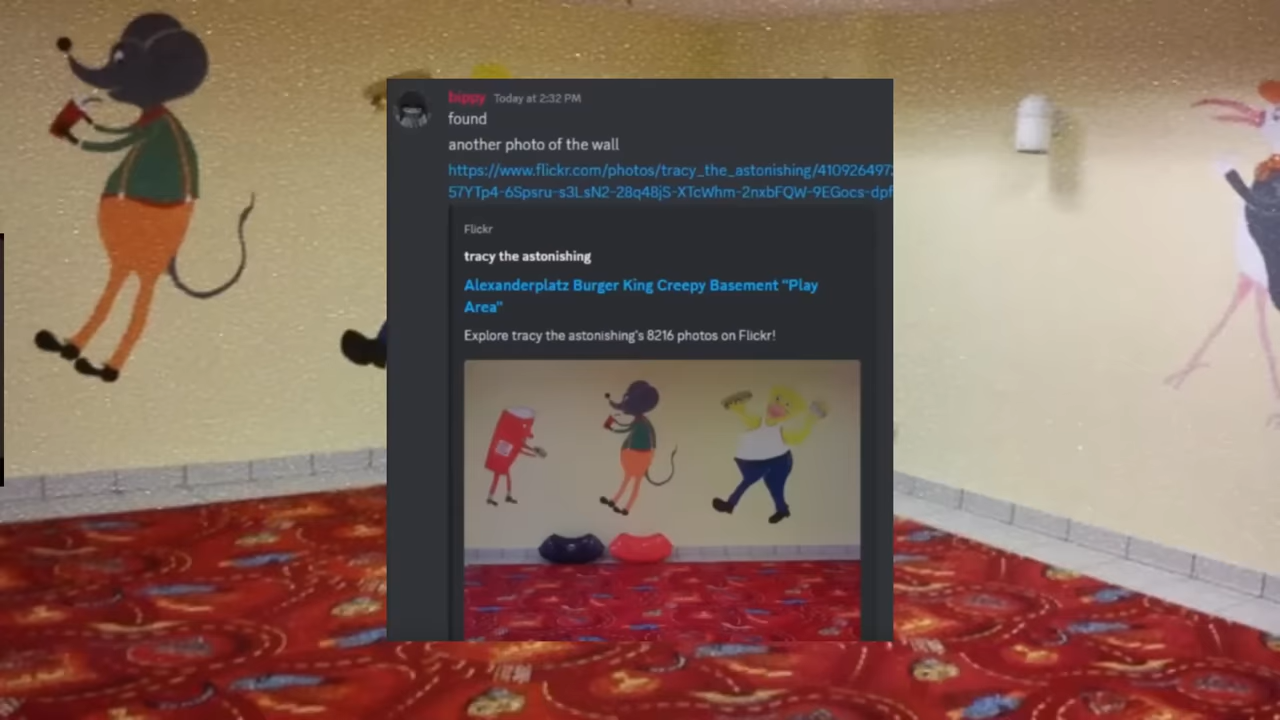 bippy Today at 2:32 PM
found
another photo of the wall
https://www.flickr.com/photos/tracy_the_astonishing/410926497
57YTp4-6Spsru-s3LsN2-28q48jS-XTcWhm-2nxbFQW-9EGocs-dpf
Flickr
tracy the astonishing
Alexanderplatz Burger King Creepy Basement "Play
Area"
Explore tracy the astonishing's 8216 photos on Flickr!